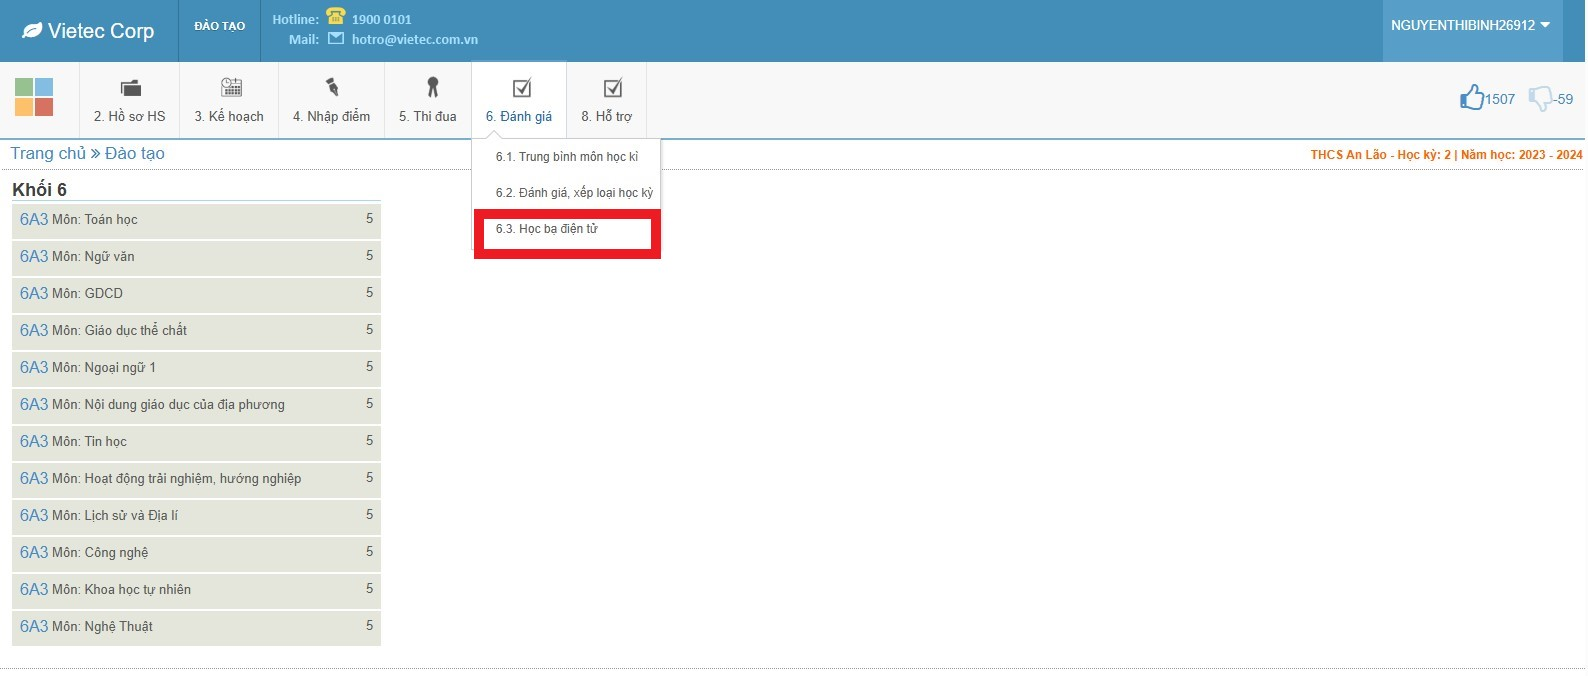 Vietec Corp
ĐÀO TẠO
Hotline: 1900 0101
Mail: hotro@vietec.com.vn
NGUYENTHIBINH26912
2. Hồ sơ HS
3. Kế hoạch
4. Nhập điểm
5. Thi đua
6. Đánh giá
8. Hỗ trợ
1507
-59
6.1. Trung bình môn học kì
6.2. Đánh giá, xếp loại học kỳ
6.3. Học bạ điện tử
Trang chủ » Đào tạo
THCS An Lão - Học kỳ: 2 | Năm học: 2023 - 2024
Khối 6
6A3 Môn: Toán học 5
6A3 Môn: Ngữ văn 5
6A3 Môn: GDCD 5
6A3 Môn: Giáo dục thể chất 5
6A3 Môn: Ngoại ngữ 1 5
6A3 Môn: Nội dung giáo dục của địa phương 5
6A3 Môn: Tin học 5
6A3 Môn: Hoạt động trải nghiệm, hướng nghiệp 5
6A3 Môn: Lịch sử và Địa lí 5
6A3 Môn: Công nghệ 5
6A3 Môn: Khoa học tự nhiên 5
6A3 Môn: Nghệ Thuật 5